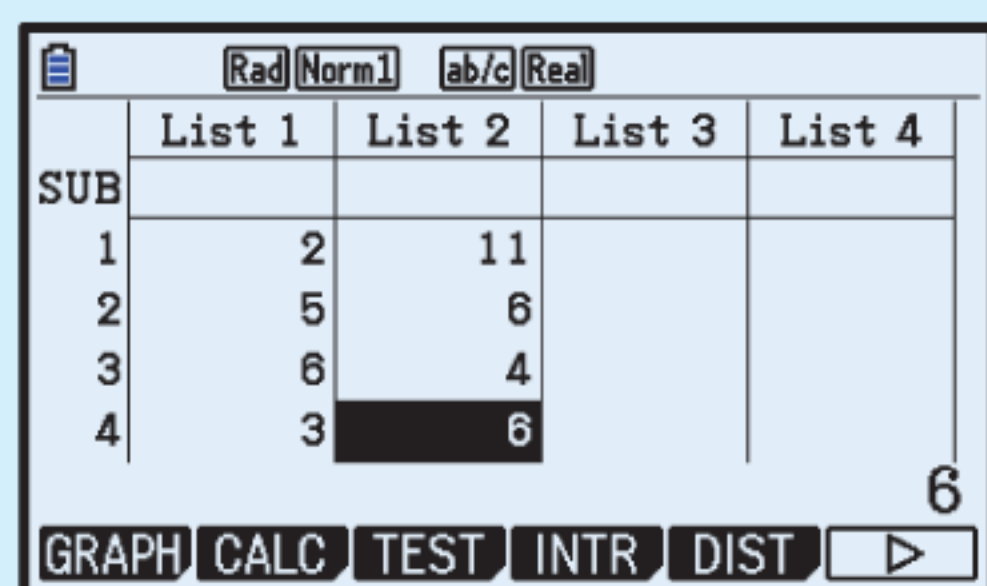 Rad Norm1 ab/c Real
List 1 List 2 List 3 List 4
SUB
1 2 11
2 5 6
3 6 4
4 3 6
6
GRAPH CALC TEST INTR DIST ▷